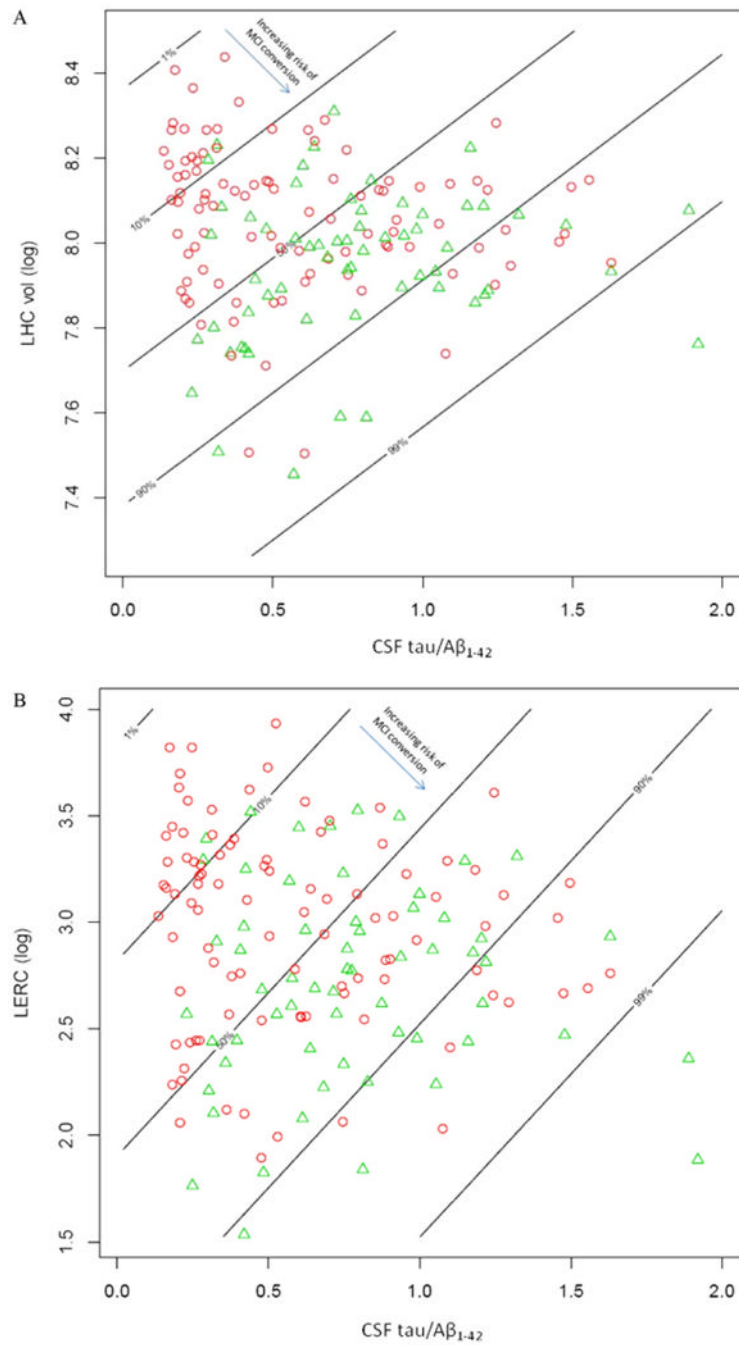 A
Increasing risk of
MCI conversion
1%
10%
50%
90%
99%
8.4
8.2
8.0
7.8
7.6
7.4
LHC vol (log)
0.0 0.5 1.0 1.5 2.0
CSF tau/Aβ1-42
B
Increasing risk of
MCI conversion
1%
10%
50%
90%
99%
4.0
3.5
3.0
2.5
2.0
1.5
LERC (log)
0.0 0.5 1.0 1.5 2.0
CSF tau/Aβ1-42